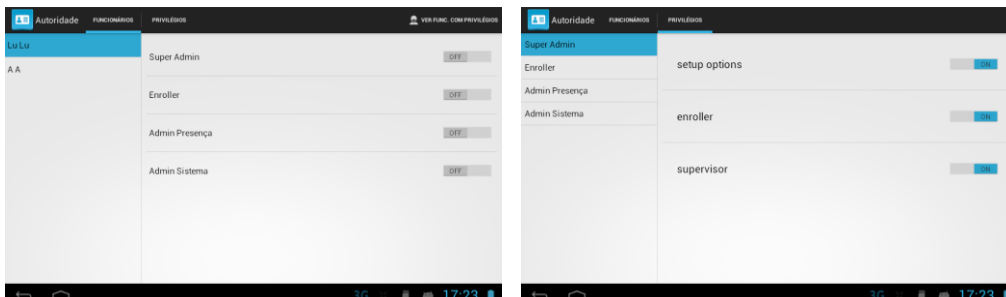 Autoridade FUNCIONÁRIOS PRIVILÉGIOS VER FUNC. COM PRIVILÉGIOS
Lu Lu
A A
Super Admin OFF
Enroller OFF
Admin Presença OFF
Admin Sistema OFF
3G 17:23
Autoridade FUNCIONÁRIOS PRIVILÉGIOS
Super Admin
Enroller
Admin Presença
Admin Sistema
setup options ON
enroller ON
supervisor ON
3G 17:23